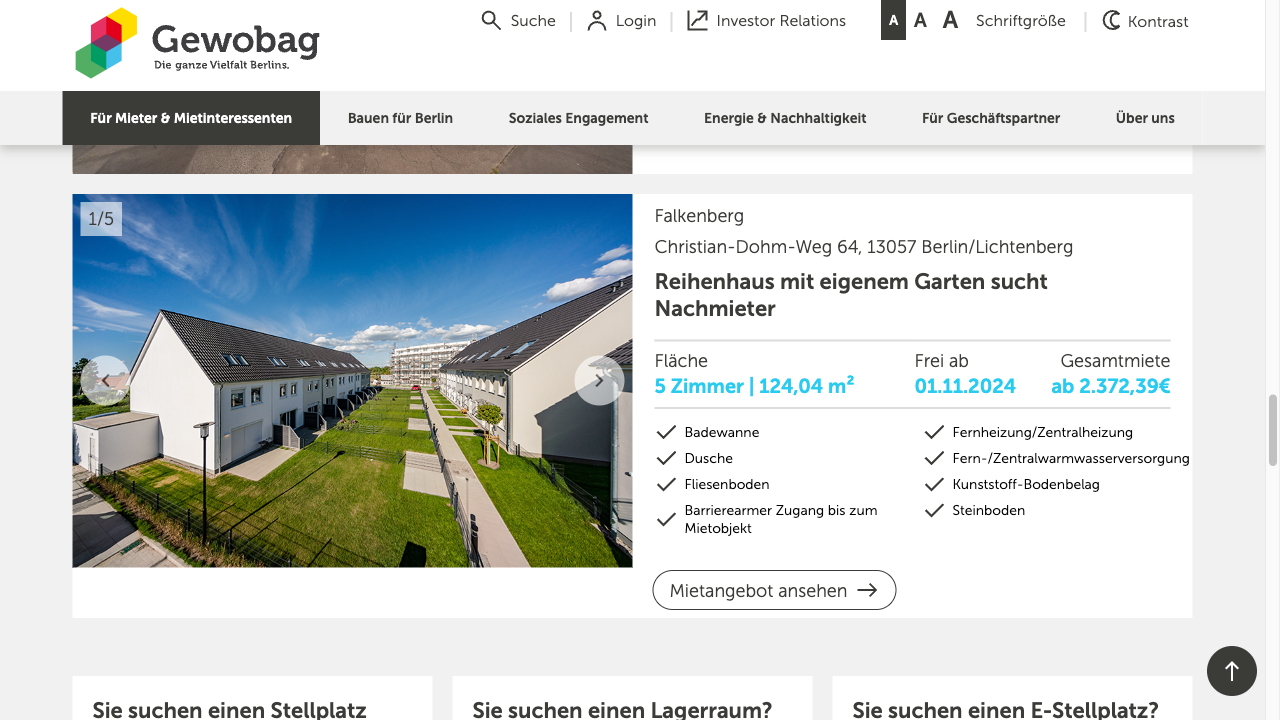 Suche
Login
Investor Relations
A
A
A
Schriftgröße
Kontrast
Gewobag
Die ganze Vielfalt Berlins.
Für Mieter & Mietinteressenten
Bauen für Berlin
Soziales Engagement
Energie & Nachhaltigkeit
Für Geschäftspartner
Über uns
1/5
Falkenberg
Christian-Dohm-Weg 64, 13057 Berlin/Lichtenberg
Reihenhaus mit eigenem Garten sucht
Nachmieter
Fläche
5 Zimmer | 124,04 m²
Frei ab
01.11.2024
Gesamtmiete
ab 2.372,39€
Badewanne
Dusche
Fliesenboden
Barrierearmer Zugang bis zum
Mietobjekt
Fernheizung/Zentralheizung
Fern-/Zentralwarmwasserversorgung
Kunststoff-Bodenbelag
Steinboden
Mietangebot ansehen
Sie suchen einen Stellplatz
Sie suchen einen Lagerraum?
Sie suchen einen E-Stellplatz?